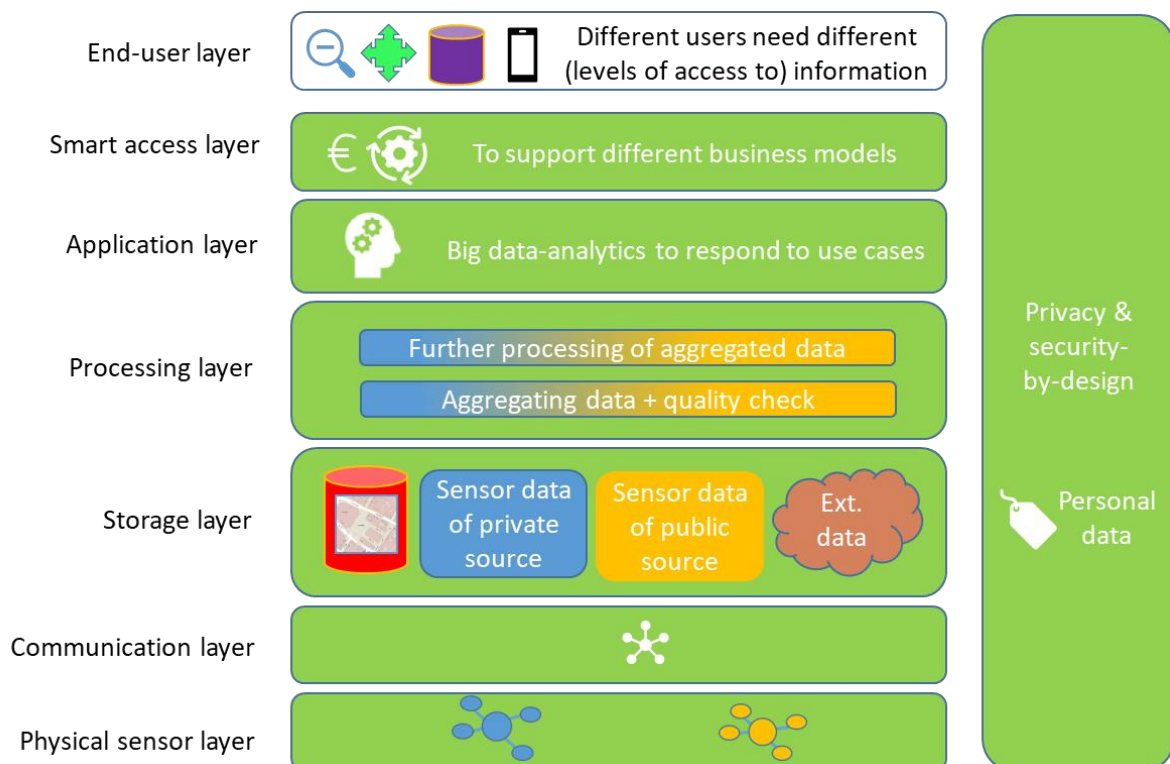 End-user layer
Different users need different
(levels of access to) information
Smart access layer
€
To support different business models
Application layer
Big data-analytics to respond to use cases
Processing layer
Further processing of aggregated data
Aggregating data + quality check
Storage layer
Sensor data
of private
source
Sensor data
of public
source
Ext.
data
Communication layer
Physical sensor layer
Privacy &
security-
by-design
Personal
data